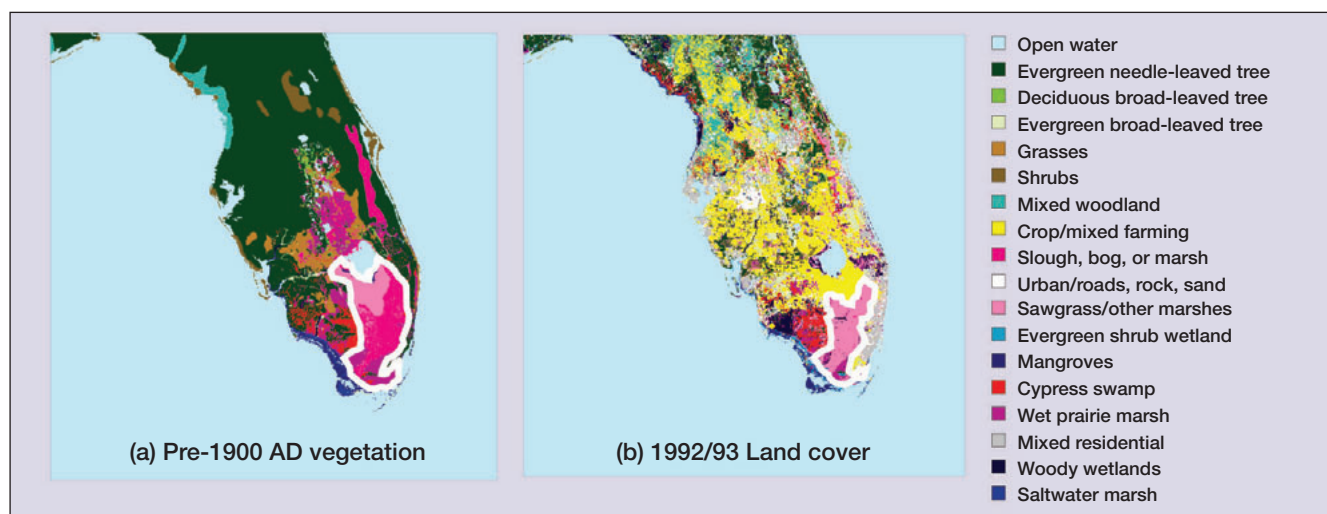 (a) Pre-1900 AD vegetation
(b) 1992/93 Land cover
Open water
Evergreen needle-leaved tree
Deciduous broad-leaved tree
Evergreen broad-leaved tree
Grasses
Shrubs
Mixed woodland
Crop/mixed farming
Slough, bog, or marsh
Urban/roads, rock, sand
Sawgrass/other marshes
Evergreen shrub wetland
Mangroves
Cypress swamp
Wet prairie marsh
Mixed residential
Woody wetlands
Saltwater marsh